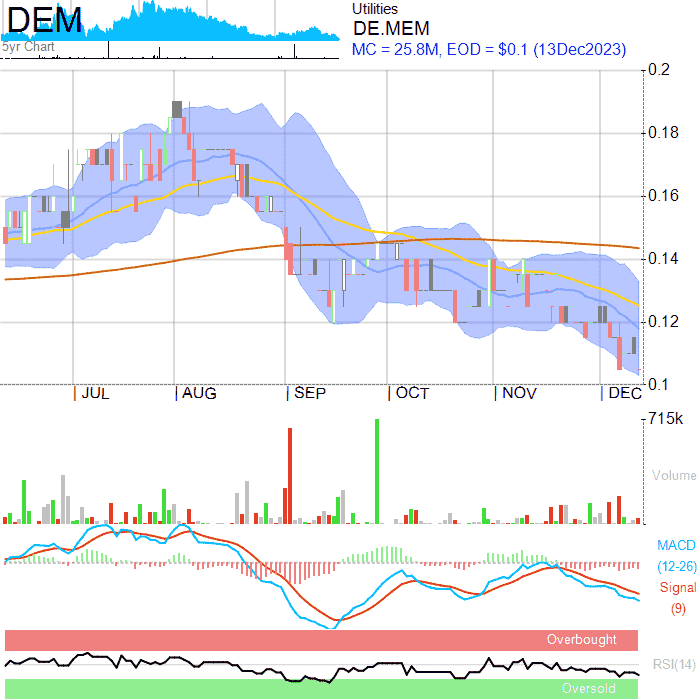 DEM
5yr Chart
Utilities
DE.MEM
MC = 25.8M, EOD = $0.1 (13Dec2023)
0.2
0.18
0.16
0.14
0.12
0.1
| JUL | AUG | SEP | OCT | NOV | DEC
715k
Volume
MACD
(12-26)
Signal
(9)
Overbought
RSI(14)
Oversold